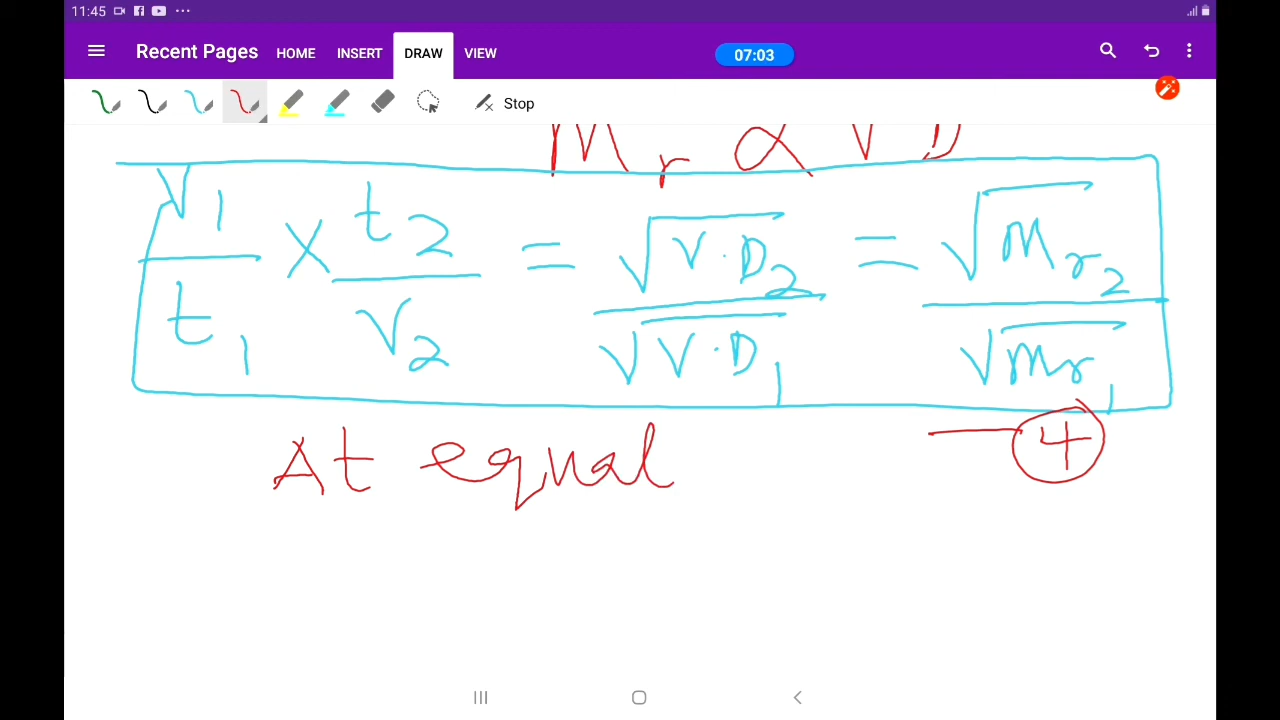 11:45
Recent Pages HOME INSERT DRAW VIEW 07:03
Stop
Mr α V D
V1/t1 × t2/V2 = √V·D2/√V·D1 = √Mr2/√Mr1
At equal — 4